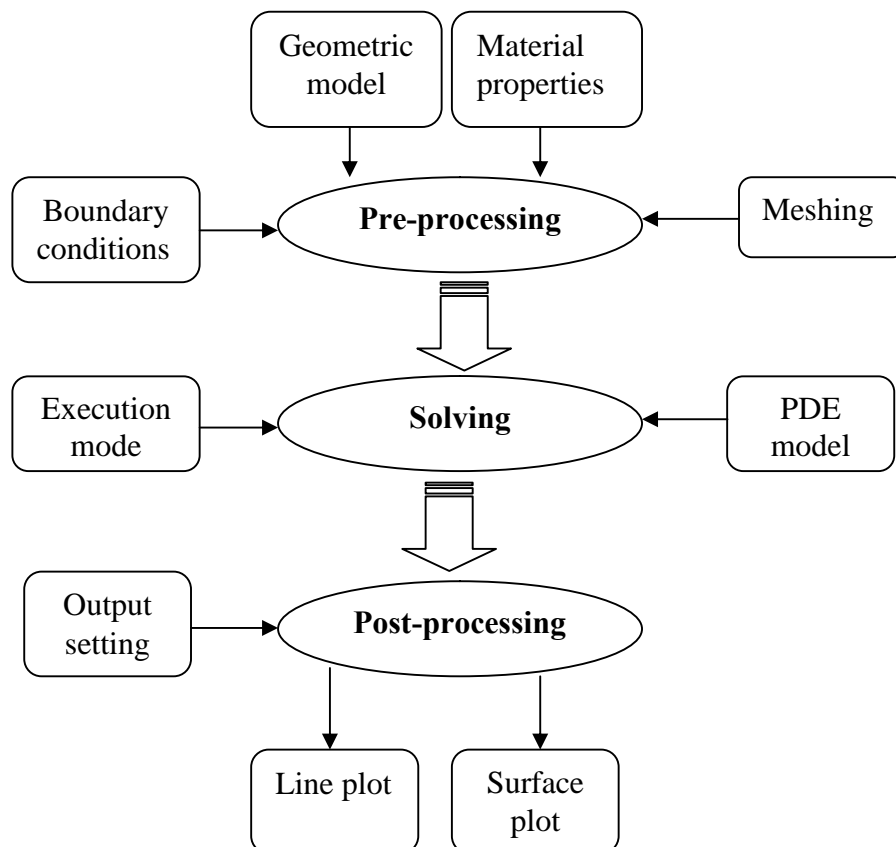 Geometric
model
Material
properties
Boundary
conditions
Pre-processing
Meshing
Execution
mode
Solving
PDE
model
Output
setting
Post-processing
Line plot
Surface
plot